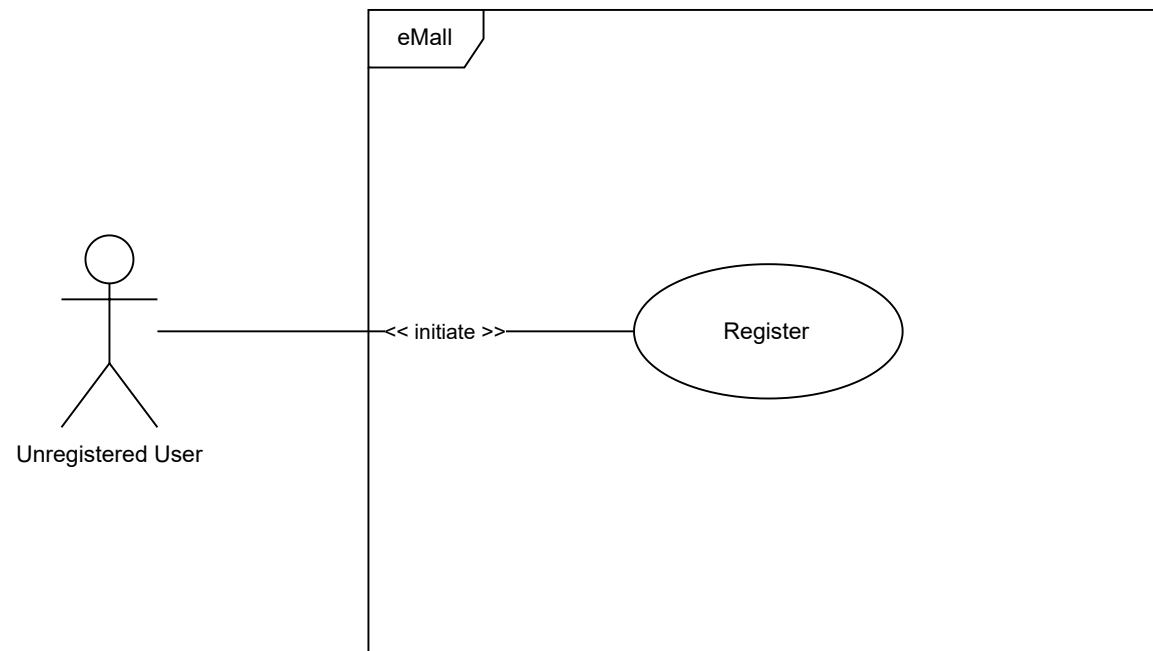 eMall
<< initiate >>
Register
Unregistered User